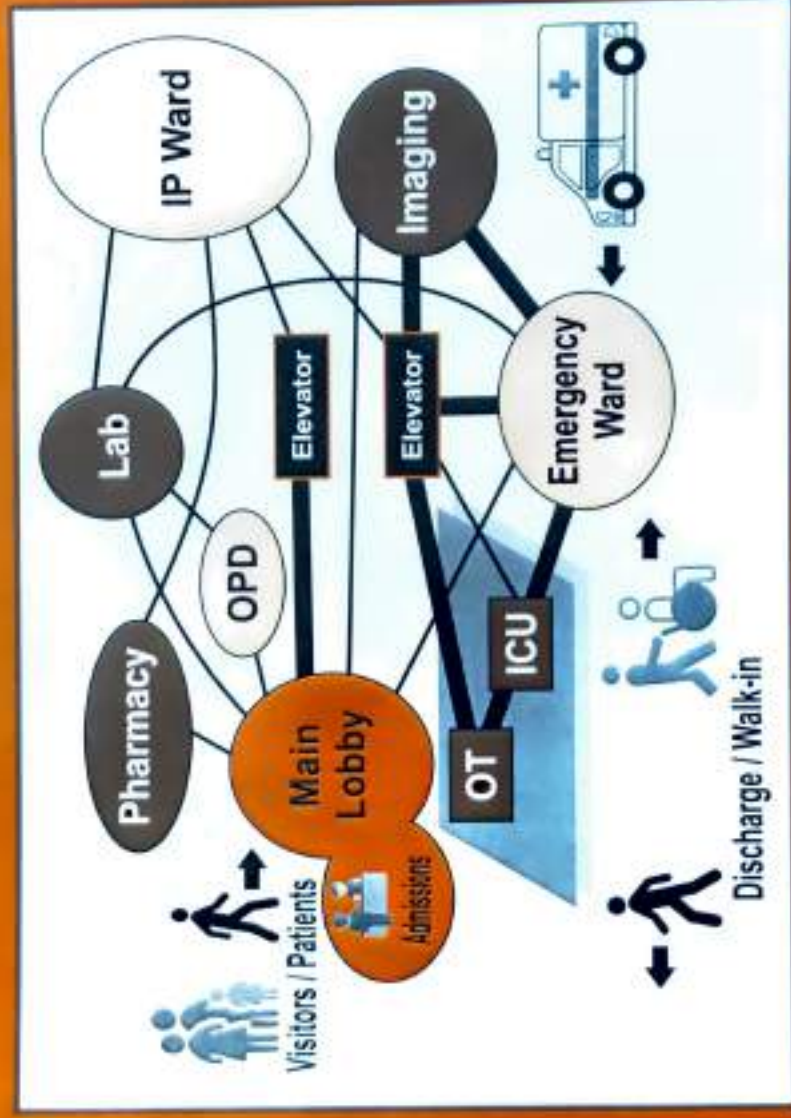 Visitors / Patients
Pharmacy
Lab
IP Ward
OPD
Main
Lobby
Elevator
Admissions
Elevator
Imaging
OT
ICU
Emergency
Ward
Discharge / Walk-in